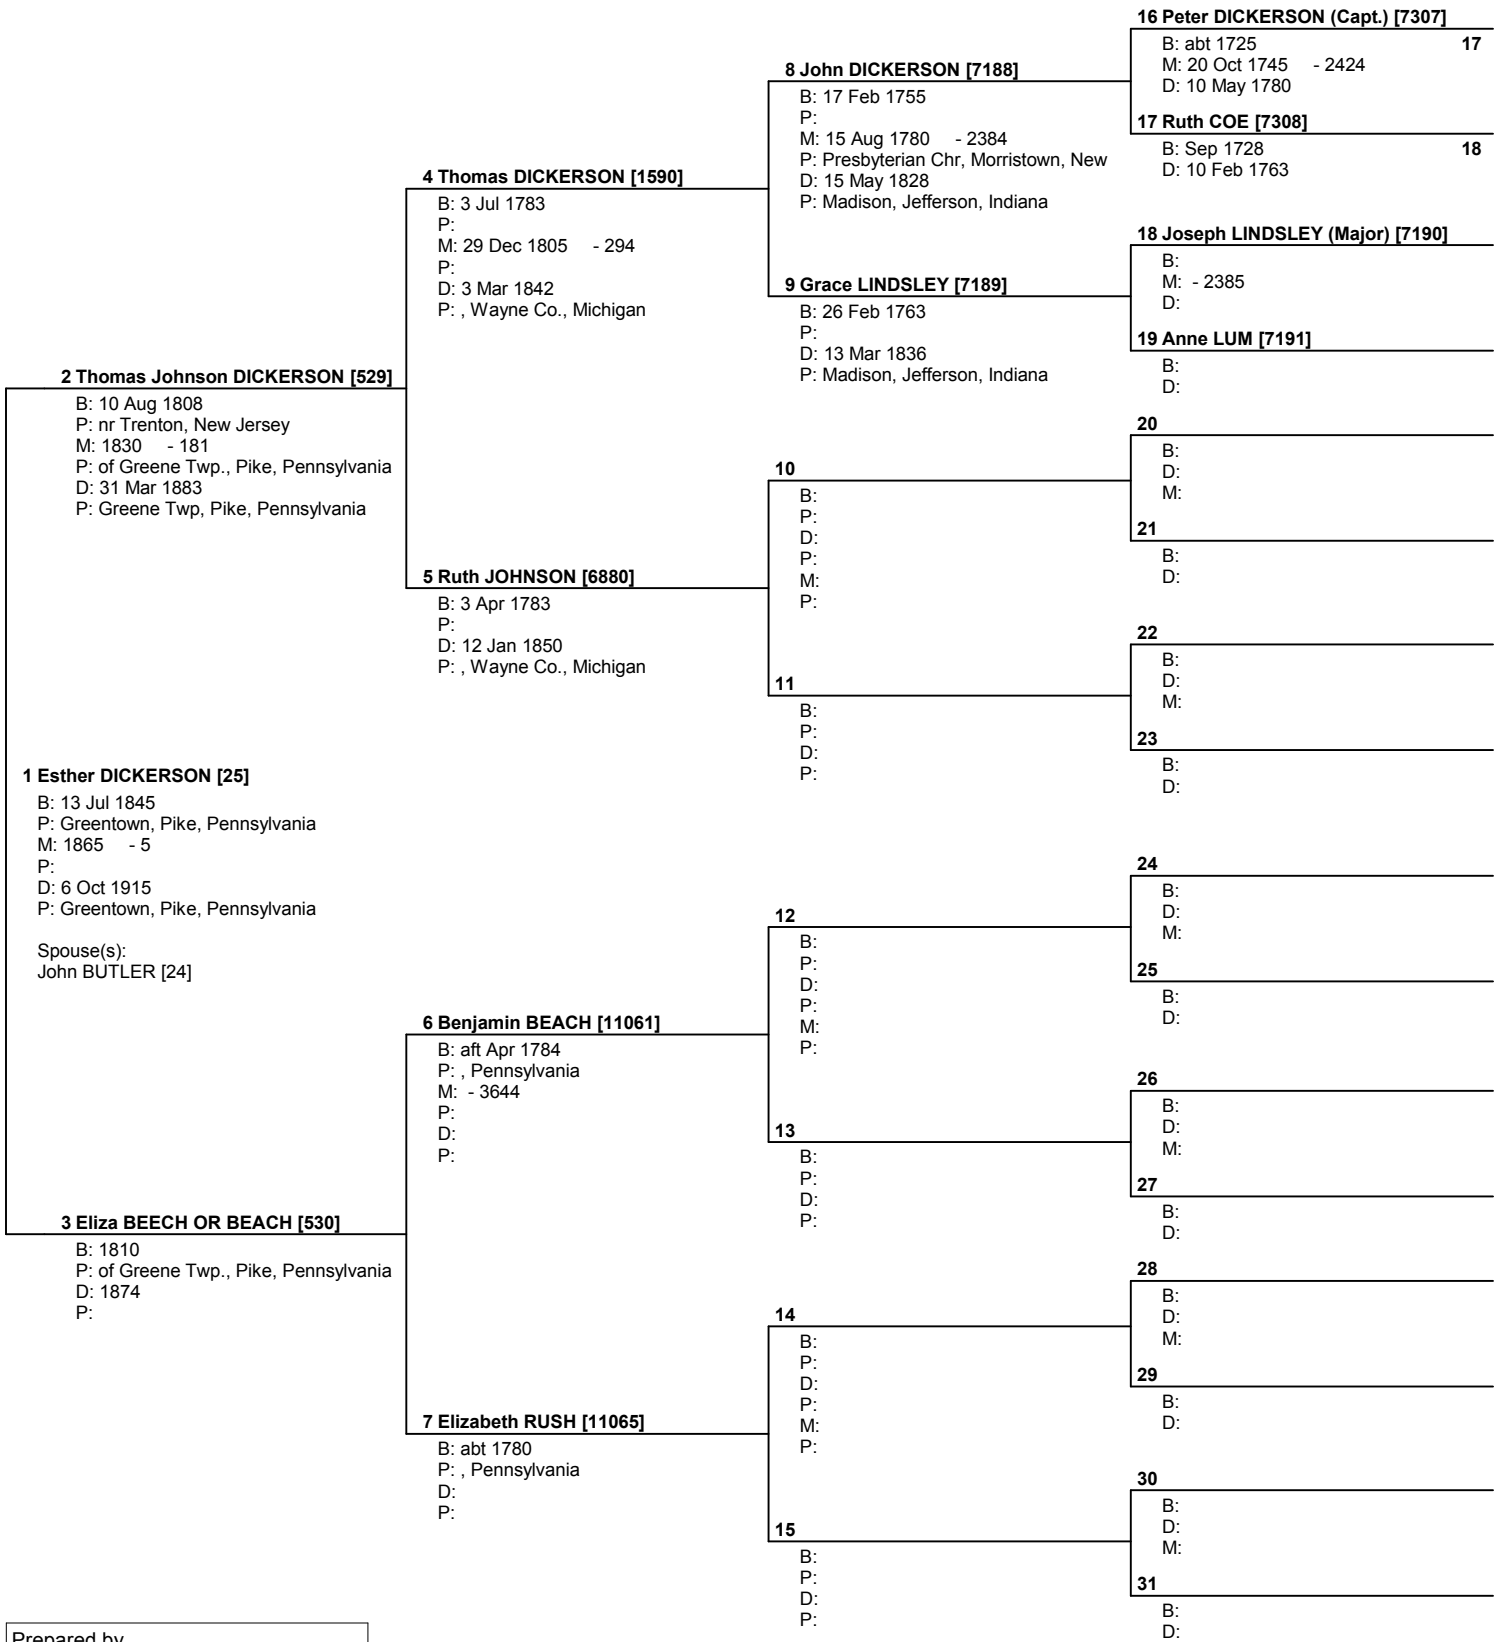 16 Peter DICKERSON (Capt.) [7307]
B: abt 1725 17
M: 20 Oct 1745 - 2424
D: 10 May 1780
8 John DICKERSON [7188]
B: 17 Feb 1755
P:
M: 15 Aug 1780 - 2384
P: Presbyterian Chr, Morristown, New
D: 15 May 1828
P: Madison, Jefferson, Indiana
17 Ruth COE [7308]
B: Sep 1728 18
D: 10 Feb 1763
4 Thomas DICKERSON [1590]
B: 3 Jul 1783
P:
M: 29 Dec 1805 - 294
P:
D: 3 Mar 1842
P: , Wayne Co., Michigan
18 Joseph LINDSLEY (Major) [7190]
B:
M: - 2385
D:
9 Grace LINDSLEY [7189]
B: 26 Feb 1763
P:
D: 13 Mar 1836
P: Madison, Jefferson, Indiana
19 Anne LUM [7191]
B:
D:
2 Thomas Johnson DICKERSON [529]
B: 10 Aug 1808
P: nr Trenton, New Jersey
M: 1830 - 181
P: of Greene Twp., Pike, Pennsylvania
D: 31 Mar 1883
P: Greene Twp, Pike, Pennsylvania
20
B:
D:
M:
10
B:
P:
D:
P:
M:
P:
21
B:
D:
5 Ruth JOHNSON [6880]
B: 3 Apr 1783
P:
D: 12 Jan 1850
P: , Wayne Co., Michigan
22
B:
D:
M:
11
B:
P:
D:
P:
23
B:
D:
1 Esther DICKERSON [25]
B: 13 Jul 1845
P: Greentown, Pike, Pennsylvania
M: 1865 - 5
P:
D: 6 Oct 1915
P: Greentown, Pike, Pennsylvania
Spouse(s):
John BUTLER [24]
24
B:
D:
M:
12
B:
P:
D:
P:
M:
P:
25
B:
D:
6 Benjamin BEACH [11061]
B: aft Apr 1784
P: , Pennsylvania
M: - 3644
P:
D:
P:
26
B:
D:
M:
13
B:
P:
D:
P:
27
B:
D:
3 Eliza BEECH OR BEACH [530]
B: 1810
P: of Greene Twp., Pike, Pennsylvania
D: 1874
P:
28
B:
D:
M:
14
B:
P:
D:
P:
M:
P:
29
B:
D:
7 Elizabeth RUSH [11065]
B: abt 1780
P: , Pennsylvania
D:
P:
30
B:
D:
M:
15
B:
P:
D:
P:
31
B:
D:
Prepared by